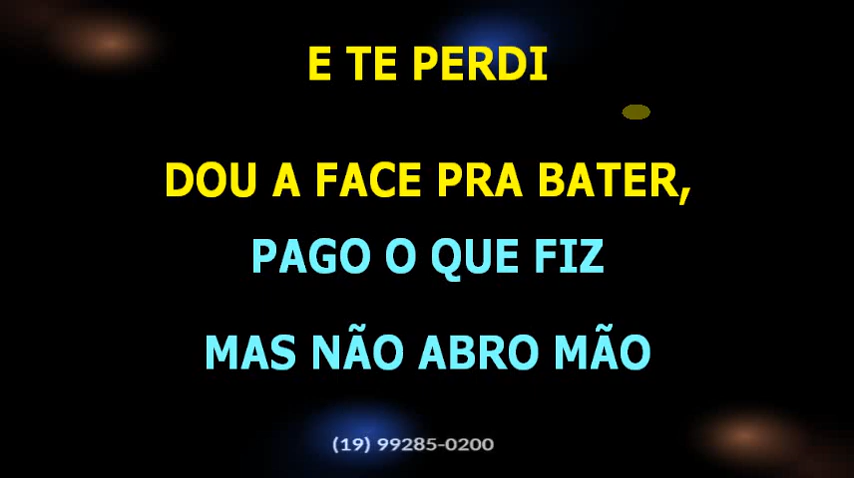 E TE PERDI
DOU A FACE PRA BATER,
PAGO O QUE FIZ
MAS NÃO ABRO MÃO
(19) 99285-0200